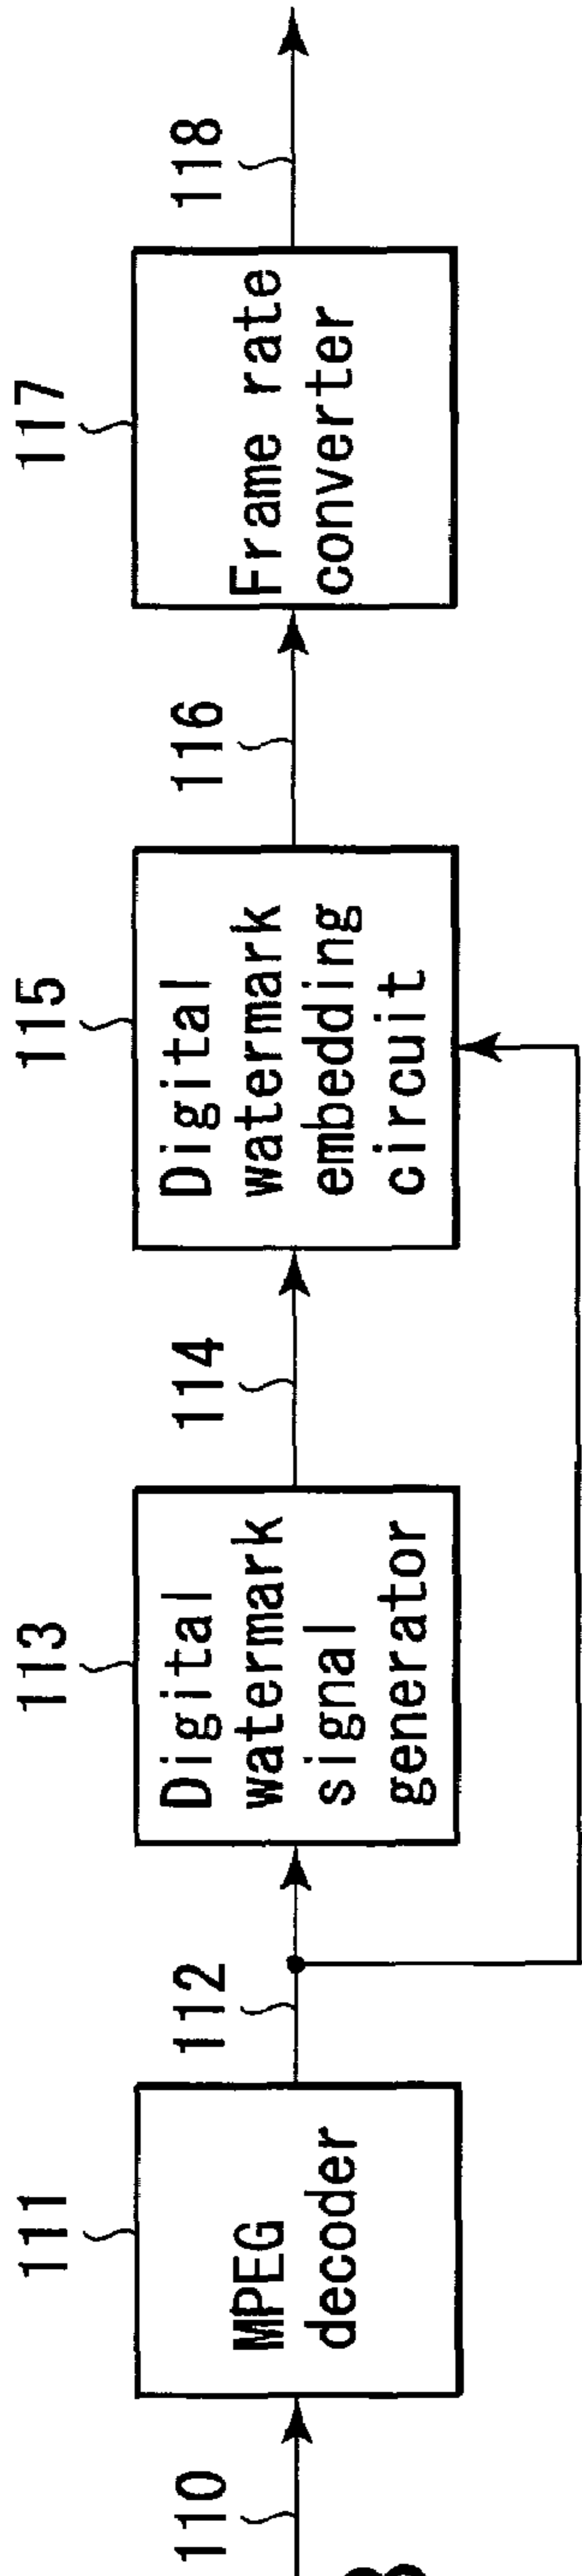 110
111
MPEG
decoder
112
113
Digital
watermark
signal
generator
114
115
Digital
watermark
embedding
circuit
116
117
Frame rate
converter
118